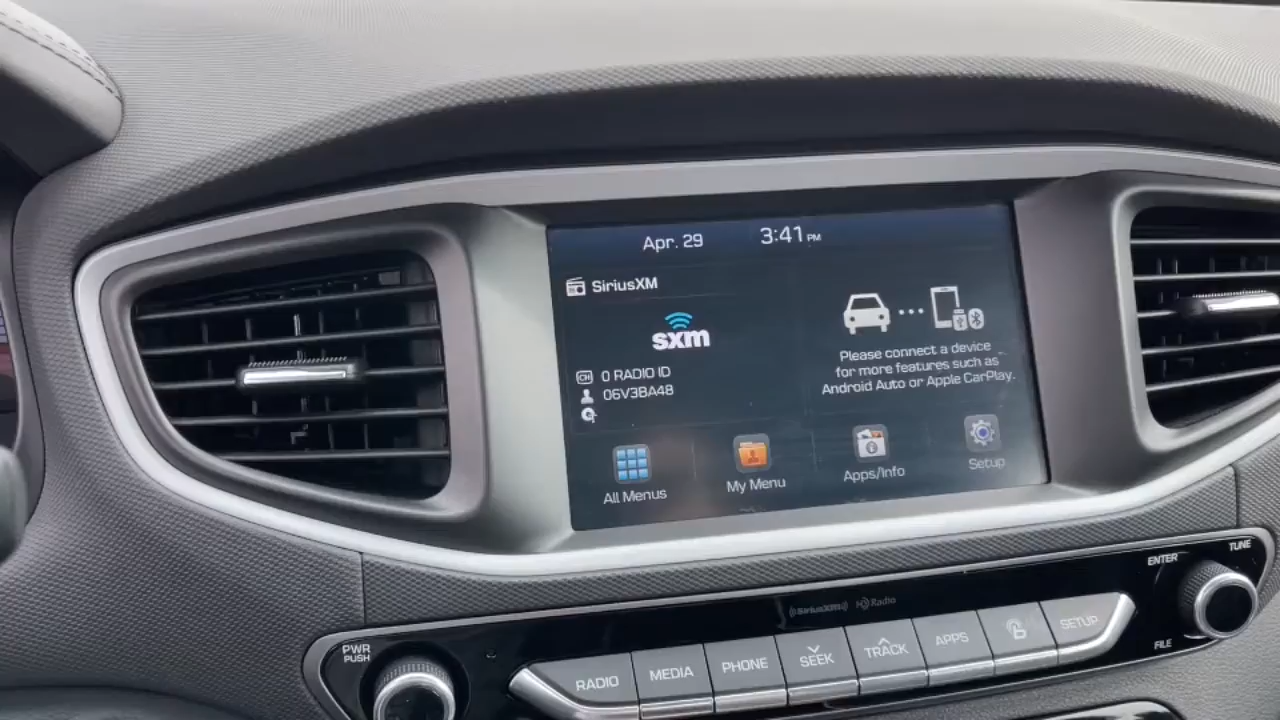 Apr. 29 3:41 PM
SiriusXM
sxm
CH 0 RADIO ID
06V3BA48
Please connect a device
for more features such as
Android Auto or Apple CarPlay.
All Menus My Menu Apps/Info Setup
SiriusXM HD Radio
PWR
PUSH
RADIO MEDIA PHONE SEEK TRACK APPS SETUP
ENTER TUNE
FILE